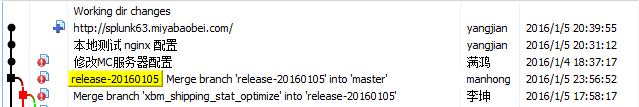 Working dir changes
http://splunk63.miyabaobei.com/ yangjian 2016/1/5 20:39:55
本地测试 nginx 配置 yangjian 2016/1/5 20:31:12
修改MC服务器配置 蒋鸿 2016/1/4 18:37:17
release-20160105 Merge branch 'release-20160105' into 'master' manhong 2016/1/5 23:56:52
Merge branch 'xbm_shipping_stat_optimize' into 'release-20160105' 李坤 2016/1/5 17:58:17